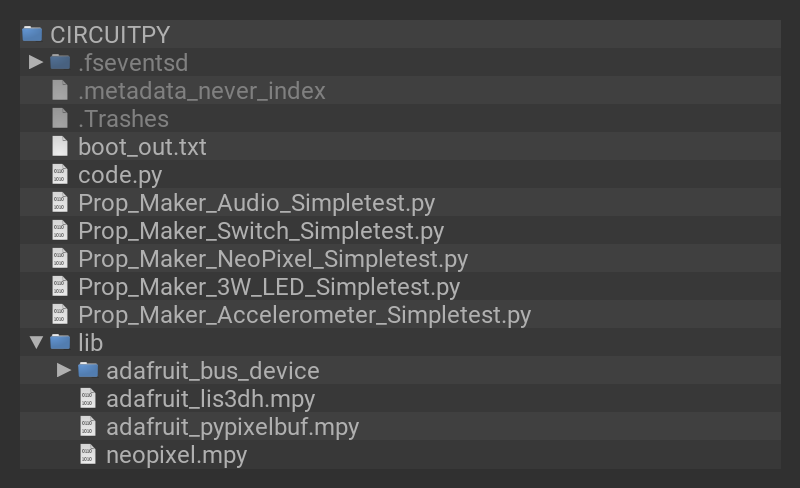 CIRCUITPY
.fseventsd
.metadata_never_index
.Trashes
boot_out.txt
code.py
Prop_Maker_Audio_Simpletest.py
Prop_Maker_Switch_Simpletest.py
Prop_Maker_NeoPixel_Simpletest.py
Prop_Maker_3W_LED_Simpletest.py
Prop_Maker_Accelerometer_Simpletest.py
lib
adafruit_bus_device
adafruit_lis3dh.mpy
adafruit_pypixelbuf.mpy
neopixel.mpy